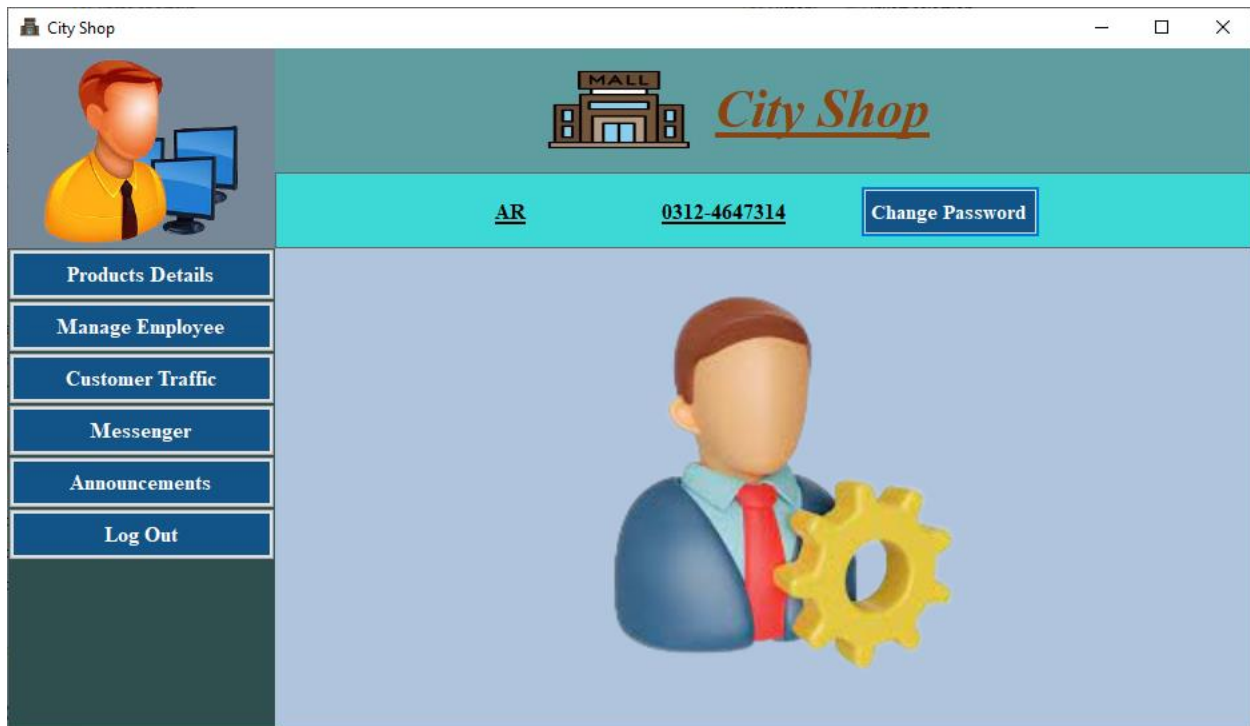 City Shop
MALL
City Shop
AR 0312-4647314 Change Password
Products Details
Manage Employee
Customer Traffic
Messenger
Announcements
Log Out